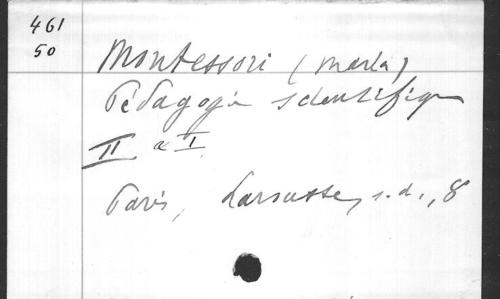 461
50
Montessori (Maria)
Pédagogie scientifique
II a I
Paris, Larousse, s.d., 8